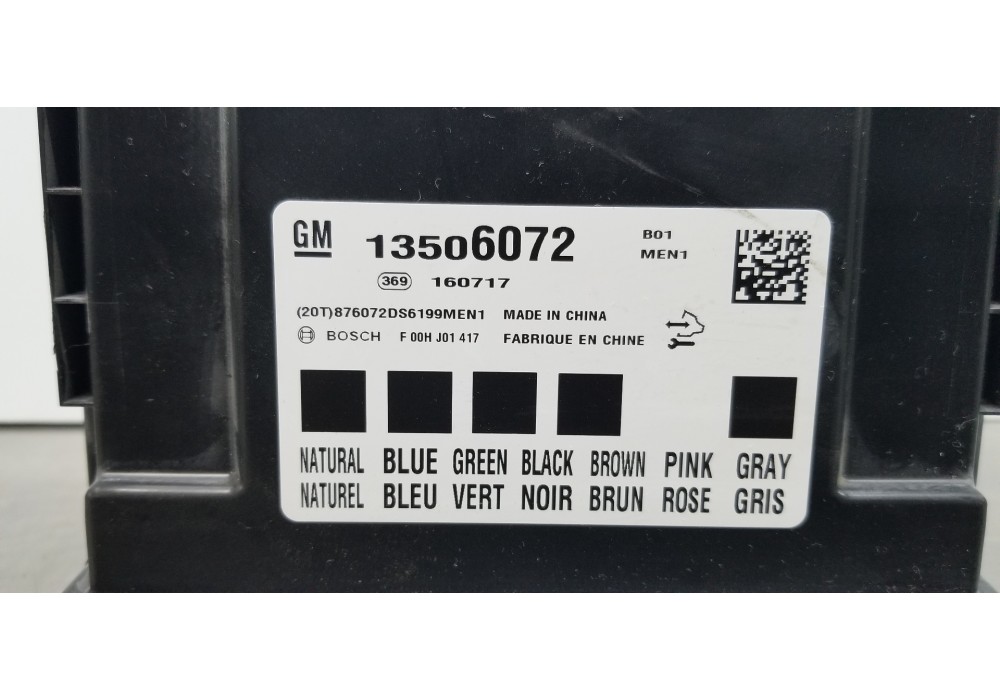 GM 13506072 B01
MEN1
369 160717
(20T)876072DS6199MEN1 MADE IN CHINA
BOSCH F 00H J01 417 FABRIQUE EN CHINE
NATURAL BLUE GREEN BLACK BROWN PINK GRAY
NATUREL BLEU VERT NOIR BRUN ROSE GRIS